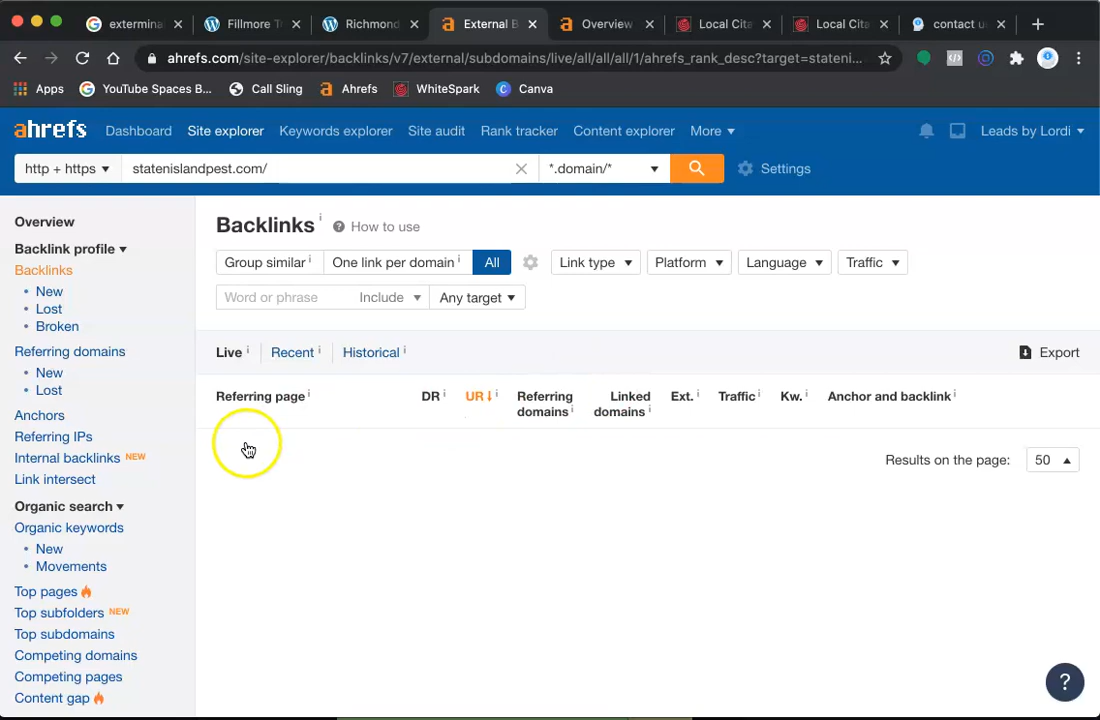 extermina
Fillmore T
Richmond
External B
Overview
Local Cita
Local Cita
contact u
ahrefs.com/site-explorer/backlinks/v7/external/subdomains/live/all/all/all/1/ahrefs_rank_desc?target=stateni...
Apps
YouTube Spaces B...
Call Sling
Ahrefs
WhiteSpark
Canva
ahrefs Dashboard Site explorer Keywords explorer Site audit Rank tracker Content explorer More Leads by Lordi
http + https statenislandpest.com/ *.domain/* Settings
Overview
Backlink profile
Backlinks
• New
• Lost
• Broken
Referring domains
• New
• Lost
Anchors
Referring IPs
Internal backlinks NEW
Link intersect
Organic search
Organic keywords
• New
• Movements
Top pages
Top subfolders NEW
Top subdomains
Competing domains
Competing pages
Content gap
Backlinks i ? How to use
Group similar i One link per domain i All Link type Platform Language Traffic
Word or phrase Include Any target
Live i Recent i Historical i Export
Referring page i
DR i
UR↓ i
Referring
domains i
Linked
domains i
Ext. i
Traffic i
Kw. i
Anchor and backlink i
Results on the page: 50
?